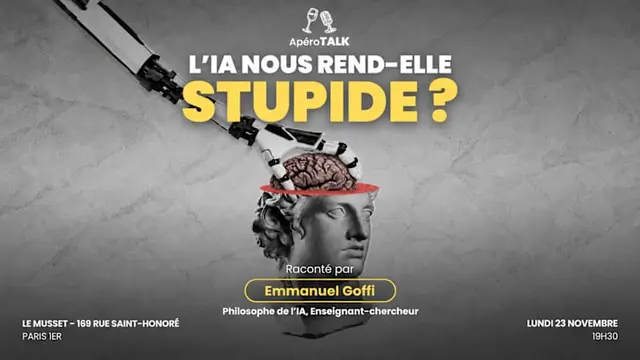 ApéroTALK
L'IA NOUS REND-ELLE
STUPIDE ?
Raconté par
Emmanuel Goffi
Philosophe de l'IA, Enseignant-chercheur
LE MUSSET - 169 RUE SAINT-HONORÉ
PARIS 1ER
LUNDI 23 NOVEMBRE
19H30